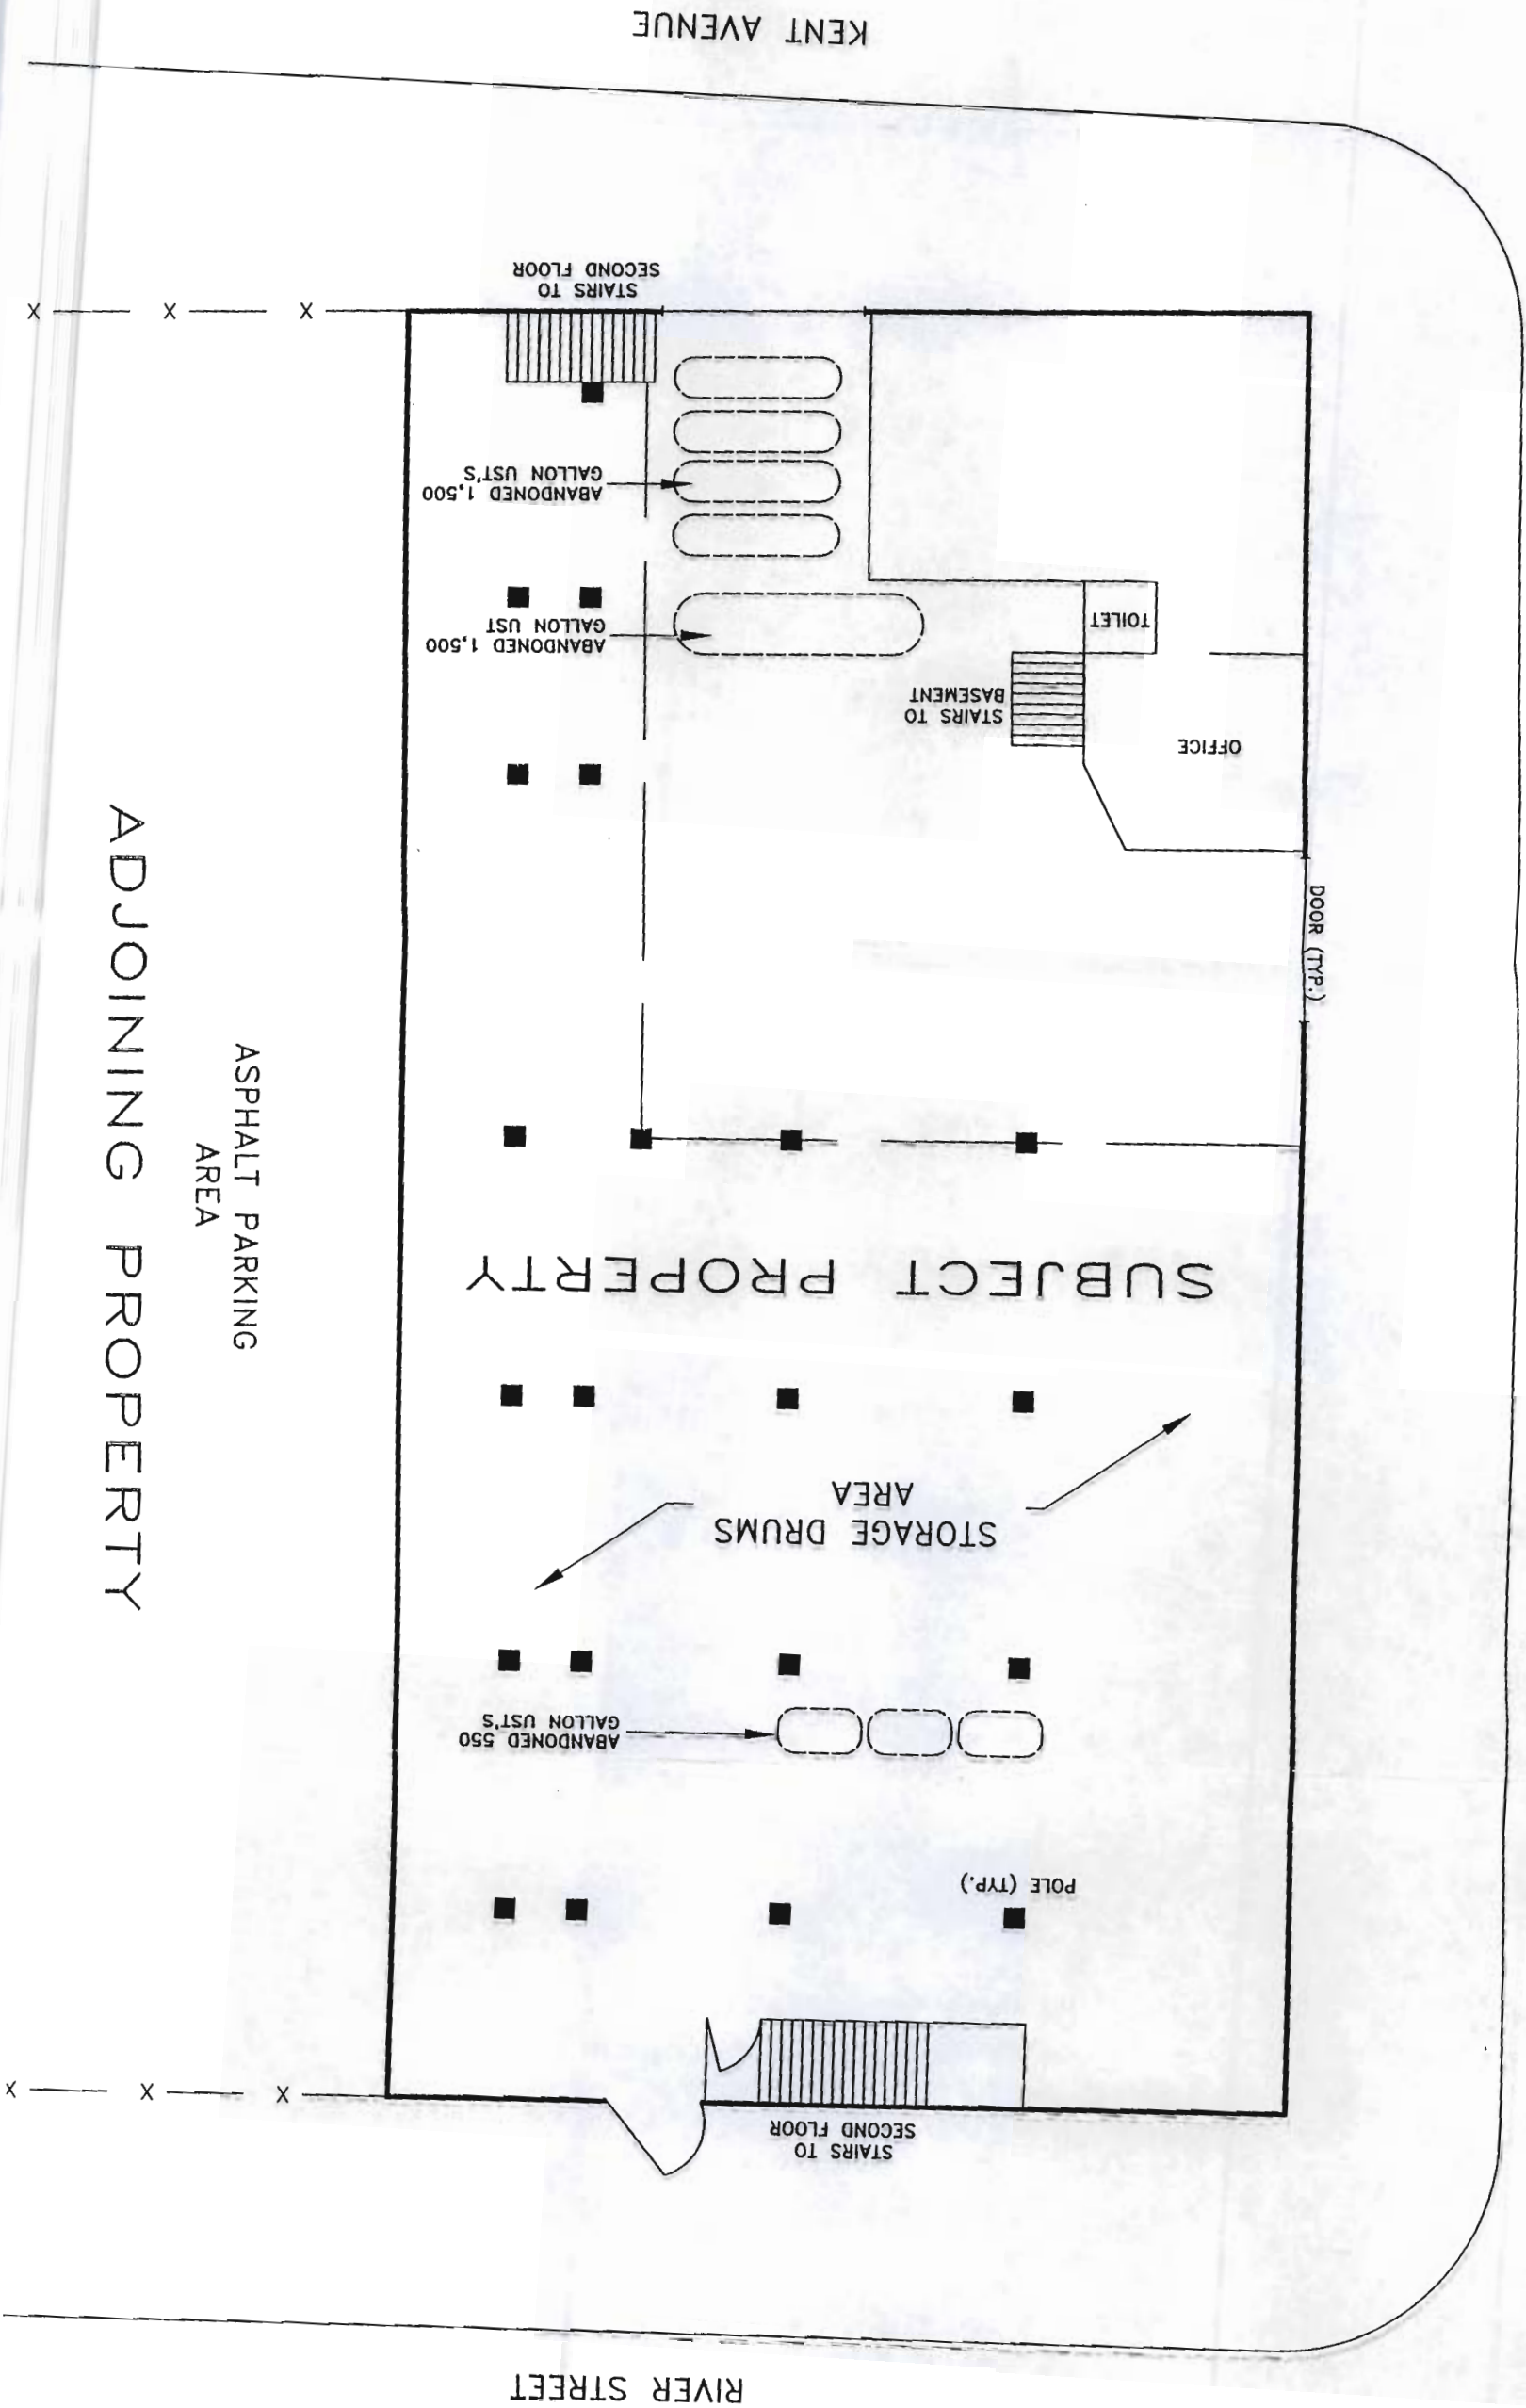 RIVER STREET
STAIRS TO
SECOND FLOOR
X
X
X
POLE (TYP.)
ABANDONED 550
GALLON UST'S
STORAGE DRUMS
AREA
SUBJECT PROPERTY
ASPHALT PARKING
AREA
ADJOINING PROPERTY
DOOR (TYP.)
OFFICE
STAIRS TO
BASEMENT
TOILET
ABANDONED 1,500
GALLON UST
ABANDONED 1,500
GALLON UST'S
STAIRS TO
SECOND FLOOR
X
X
X
KENT AVENUE